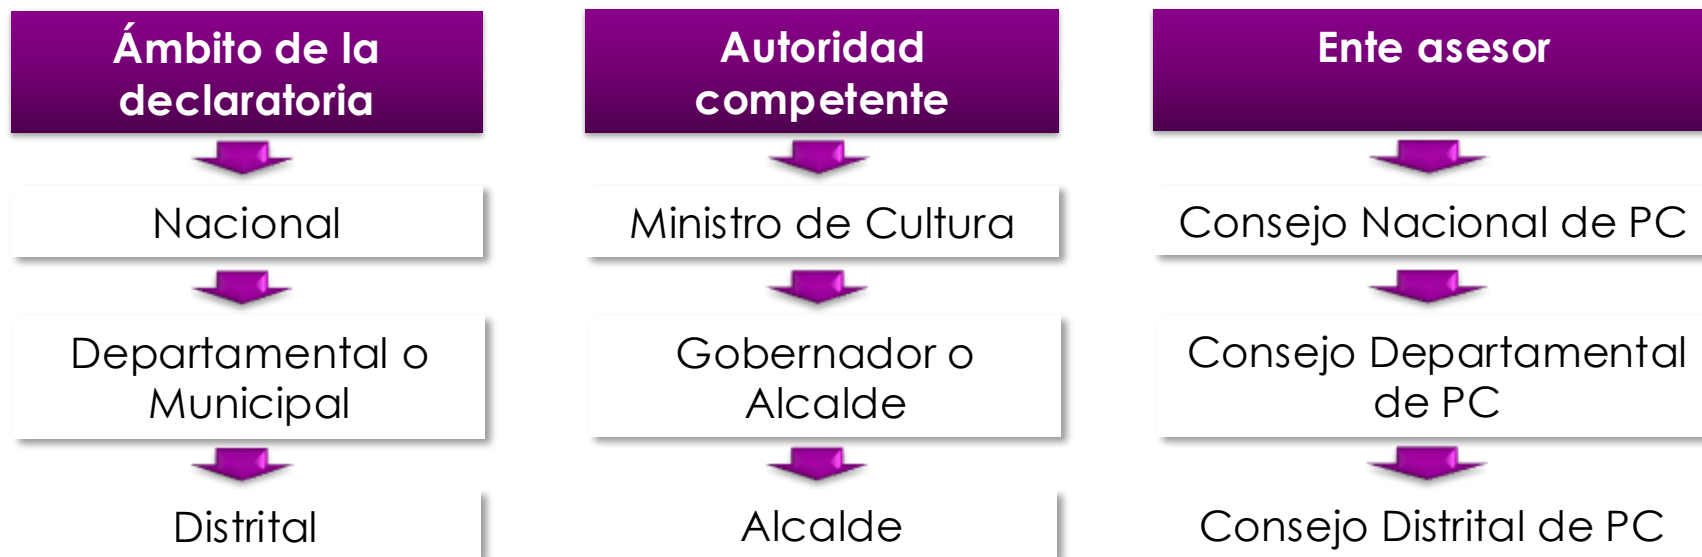 Ámbito de la
declaratoria
Autoridad
competente
Ente asesor
Nacional
Ministro de Cultura
Consejo Nacional de PC
Departamental o
Municipal
Gobernador o
Alcalde
Consejo Departamental
de PC
Distrital
Alcalde
Consejo Distrital de PC